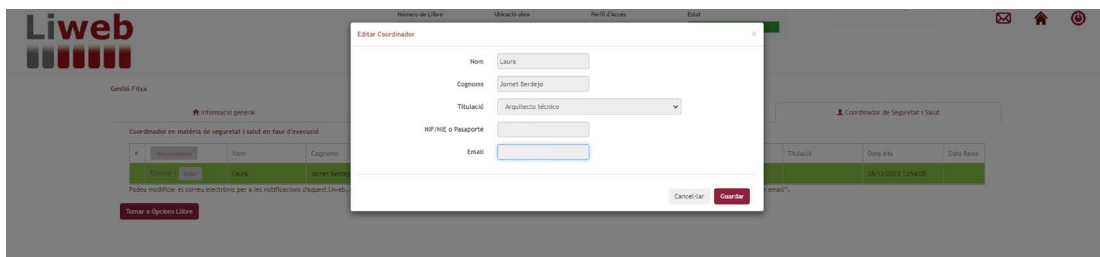 Liweb
Número de Llibre
Ubicació obra
Perfil d'Accés
Estat
Editar Coordinador
×
Nom
Laura
Cognoms
Jornet Berdejo
Titulació
Arquitecto técnico
NIF/NIE o Pasaporte
Email
Cancel·lar
Guardar
Gestió Fitxa
Informació general
Coordinador de Seguretat i Salut
Coordinador en matèria de seguretat i salut en fase d'execució
Nom
Cognoms
Titulació
Data alta
Data Baixa
Laura
Jornet Berdejo
Podeu modificar el correu electrònic per a les notificacions d'aquest Liweb,
email".
Tornar a Opcions Llibre